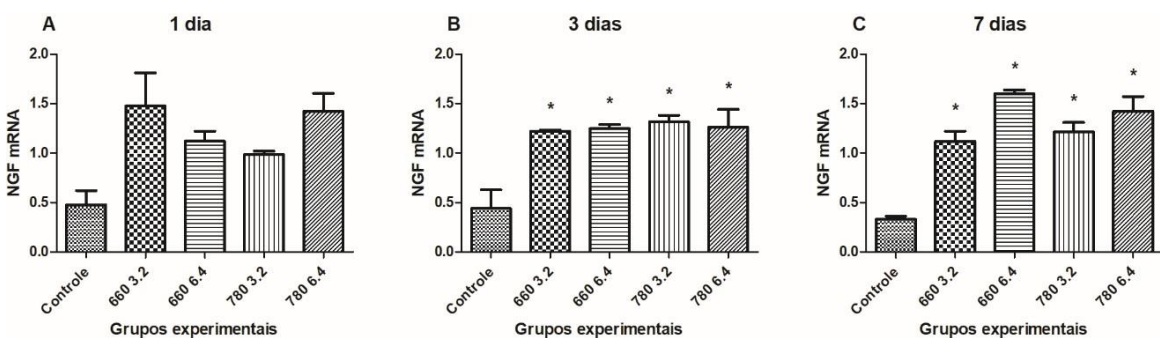 A 1 dia
NGF mRNA
2.0
1.5
1.0
0.5
0.0
Controle
660 3.2
660 6.4
780 3.2
780 6.4
Grupos experimentais
B 3 dias
NGF mRNA
2.0
1.5
1.0
0.5
0.0
* * * *
Controle
660 3.2
660 6.4
780 3.2
780 6.4
Grupos experimentais
C 7 dias
NGF mRNA
2.0
1.5
1.0
0.5
0.0
* * * *
Controle
660 3.2
660 6.4
780 3.2
780 6.4
Grupos experimentais